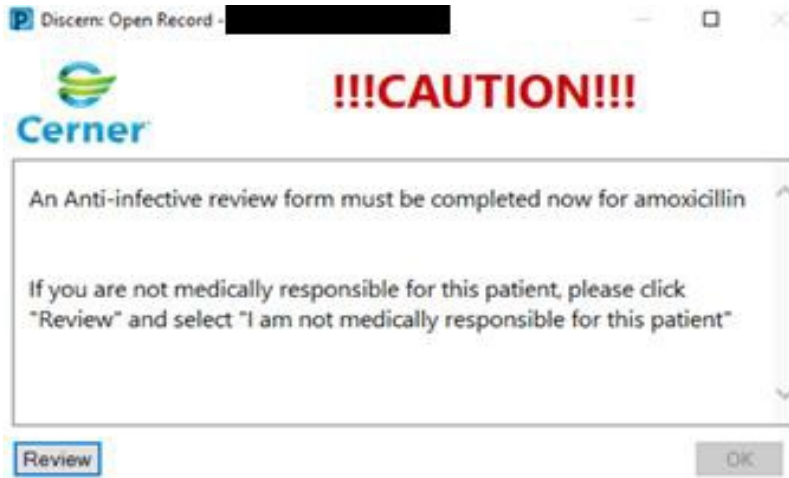 Discern: Open Record -
Cerner
!!!CAUTION!!!
An Anti-infective review form must be completed now for amoxicillin
If you are not medically responsible for this patient, please click
"Review" and select "I am not medically responsible for this patient"
Review
OK